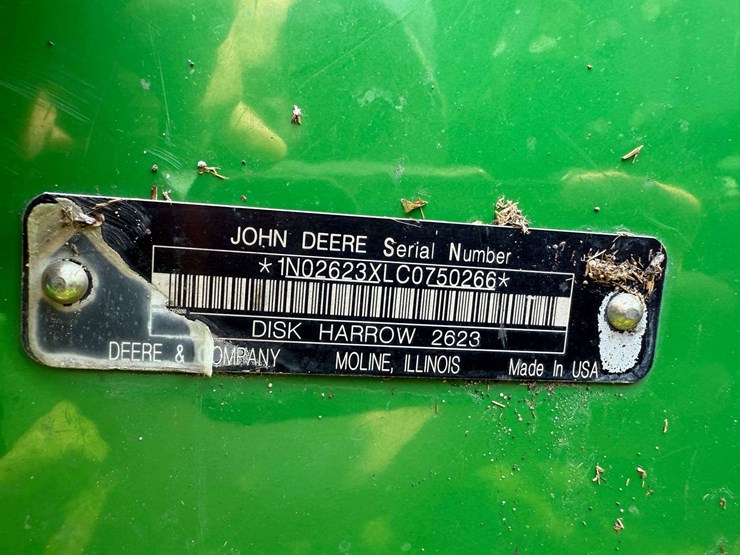 JOHN DEERE Serial Number
*1N02623XLC0750266*
DISK HARROW 2623
DEERE & COMPANY MOLINE, ILLINOIS Made In USA